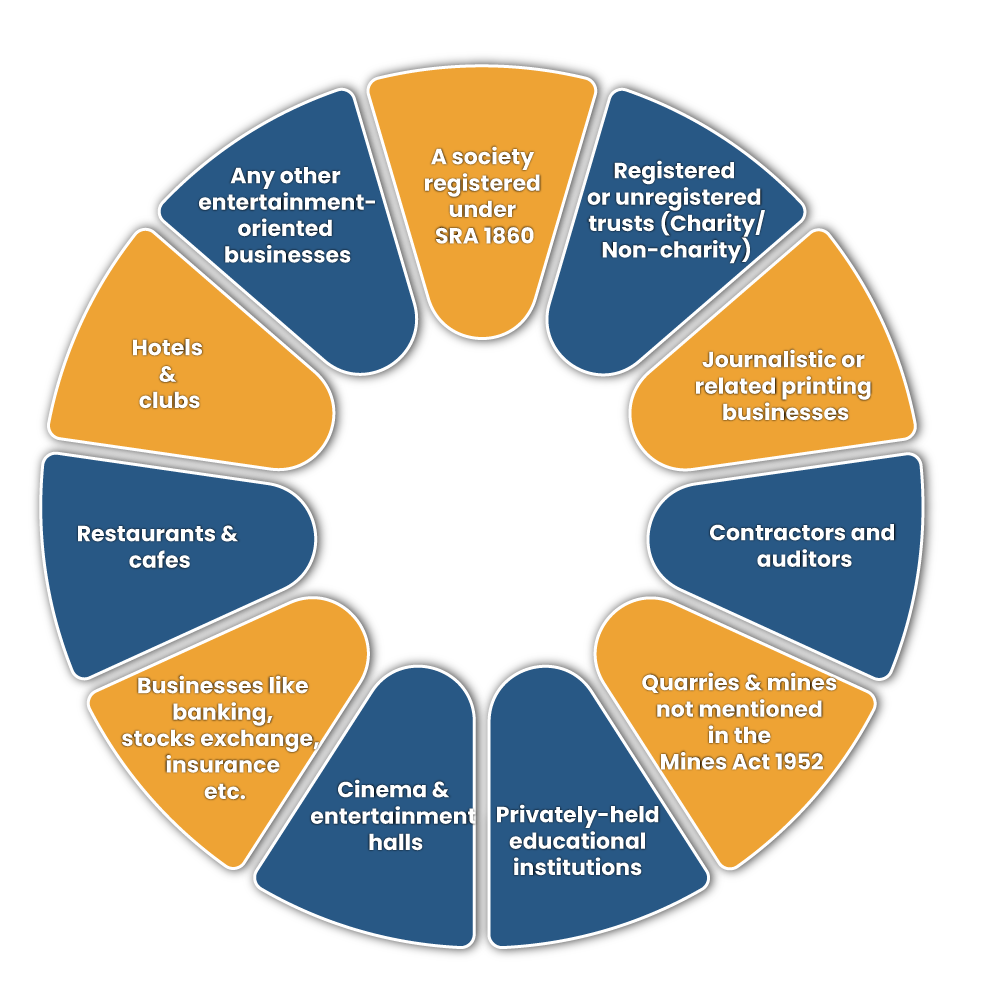 A society
registered
under
SRA 1860
Registered
or unregistered
trusts (Charity/
Non-charity)
Journalistic or
related printing
businesses
Contractors and
auditors
Quarries & mines
not mentioned
in the
Mines Act 1952
Privately-held
educational
institutions
Cinema &
entertainment
halls
Businesses like
banking,
stocks exchange,
insurance
etc.
Restaurants &
cafes
Hotels
&
clubs
Any other
entertainment-
oriented
businesses